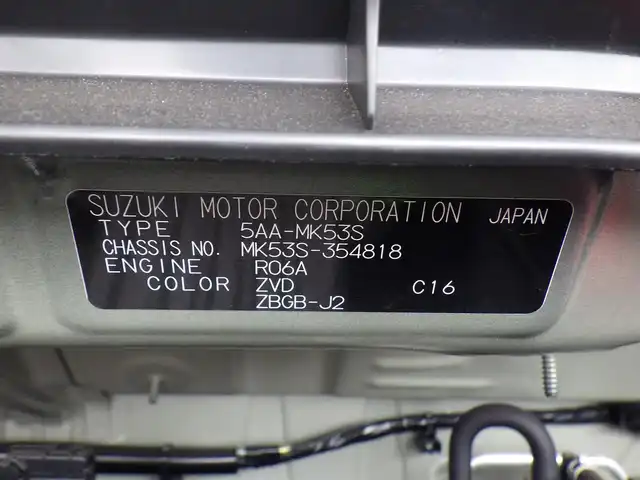 SUZUKI MOTOR CORPORATION JAPAN
TYPE 5AA-MK53S
CHASSIS NO. MK53S-354818
ENGINE R06A
COLOR ZVD C16
ZBGB-J2